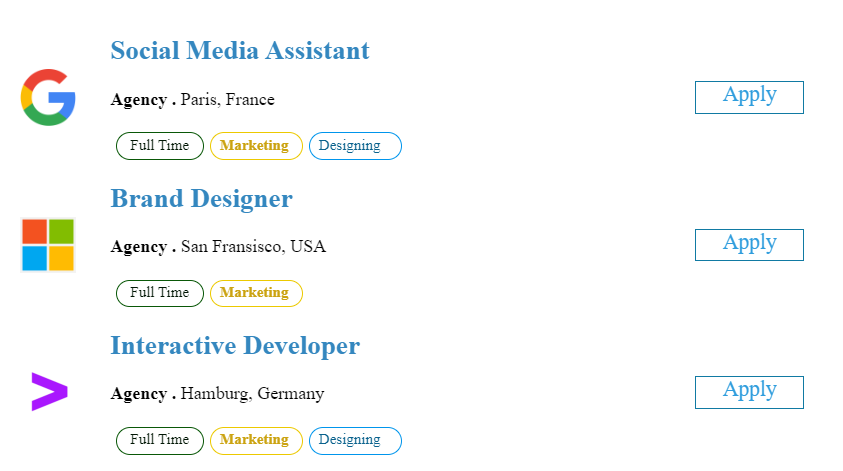 Social Media Assistant
Agency . Paris, France
Apply
Full Time Marketing Designing
Brand Designer
Agency . San Fransisco, USA
Apply
Full Time Marketing
Interactive Developer
Agency . Hamburg, Germany
Apply
Full Time Marketing Designing